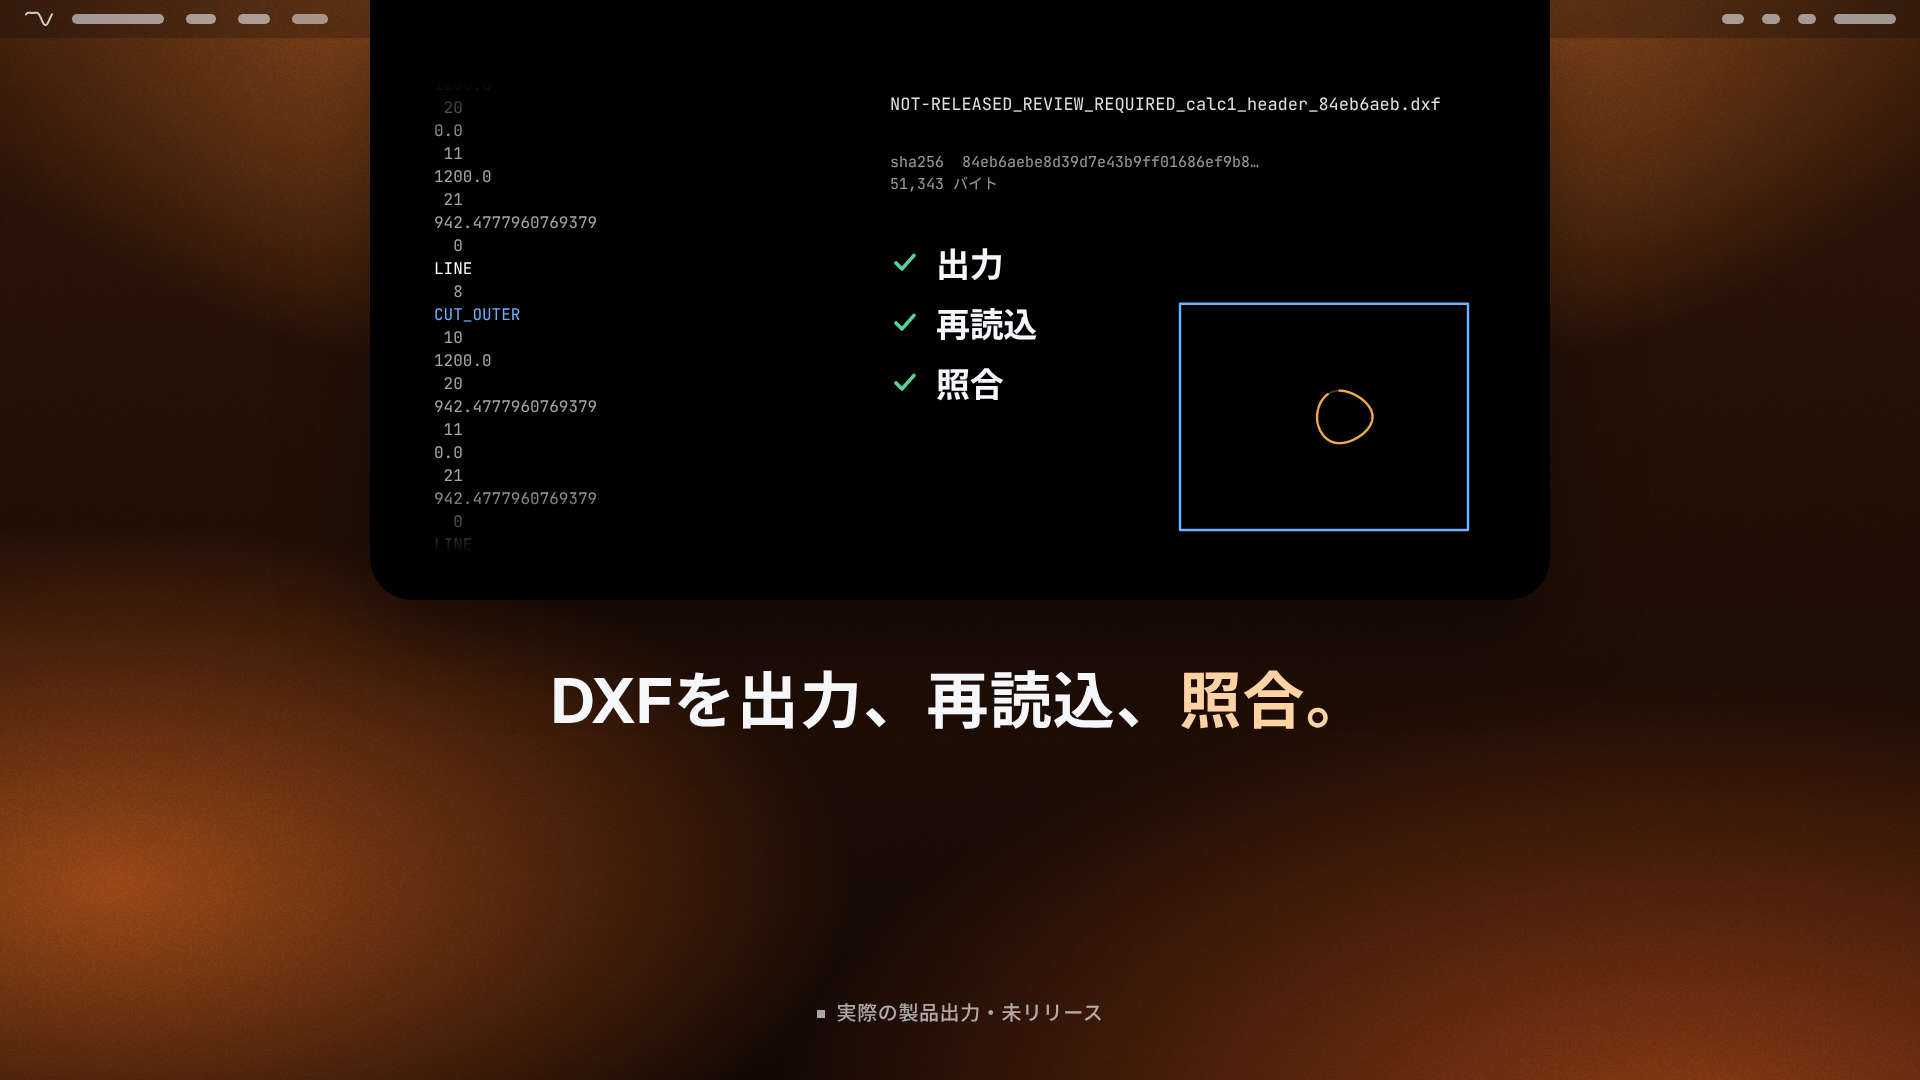 1200.0
20
0.0
11
1200.0
21
942.4777960769379
0
LINE
8
CUT_OUTER
10
1200.0
20
942.4777960769379
11
0.0
21
942.4777960769379
0
LINE
NOT-RELEASED_REVIEW_REQUIRED_calc1_header_84eb6aeb.dxf
sha256 84eb6aebe8d39d7e43b9ff01686ef9b8…
51,343 バイト
出力
再読込
照合
DXFを出力、再読込、照合。
実際の製品出力・未リリース